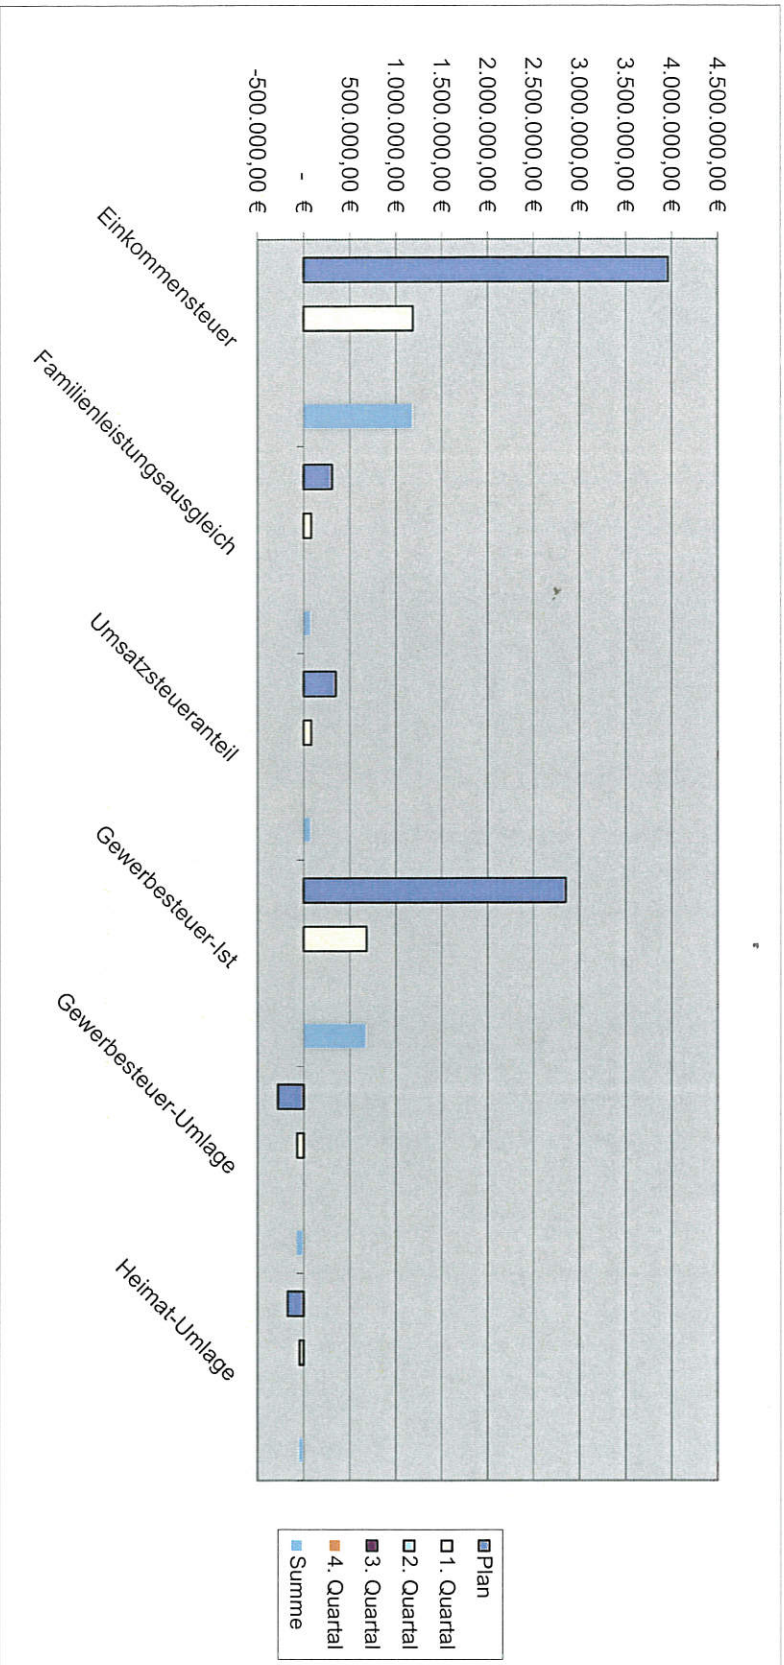 4.500.000,00 €
4.000.000,00 €
3.500.000,00 €
3.000.000,00 €
2.500.000,00 €
2.000.000,00 €
1.500.000,00 €
1.000.000,00 €
500.000,00 €
- €
-500.000,00 €
Einkommensteuer
Familienleistungsausgleich
Umsatzsteueranteil
Gewerbesteuer-Ist
Gewerbesteuer-Umlage
Heimat-Umlage
Plan
1. Quartal
2. Quartal
3. Quartal
4. Quartal
Summe